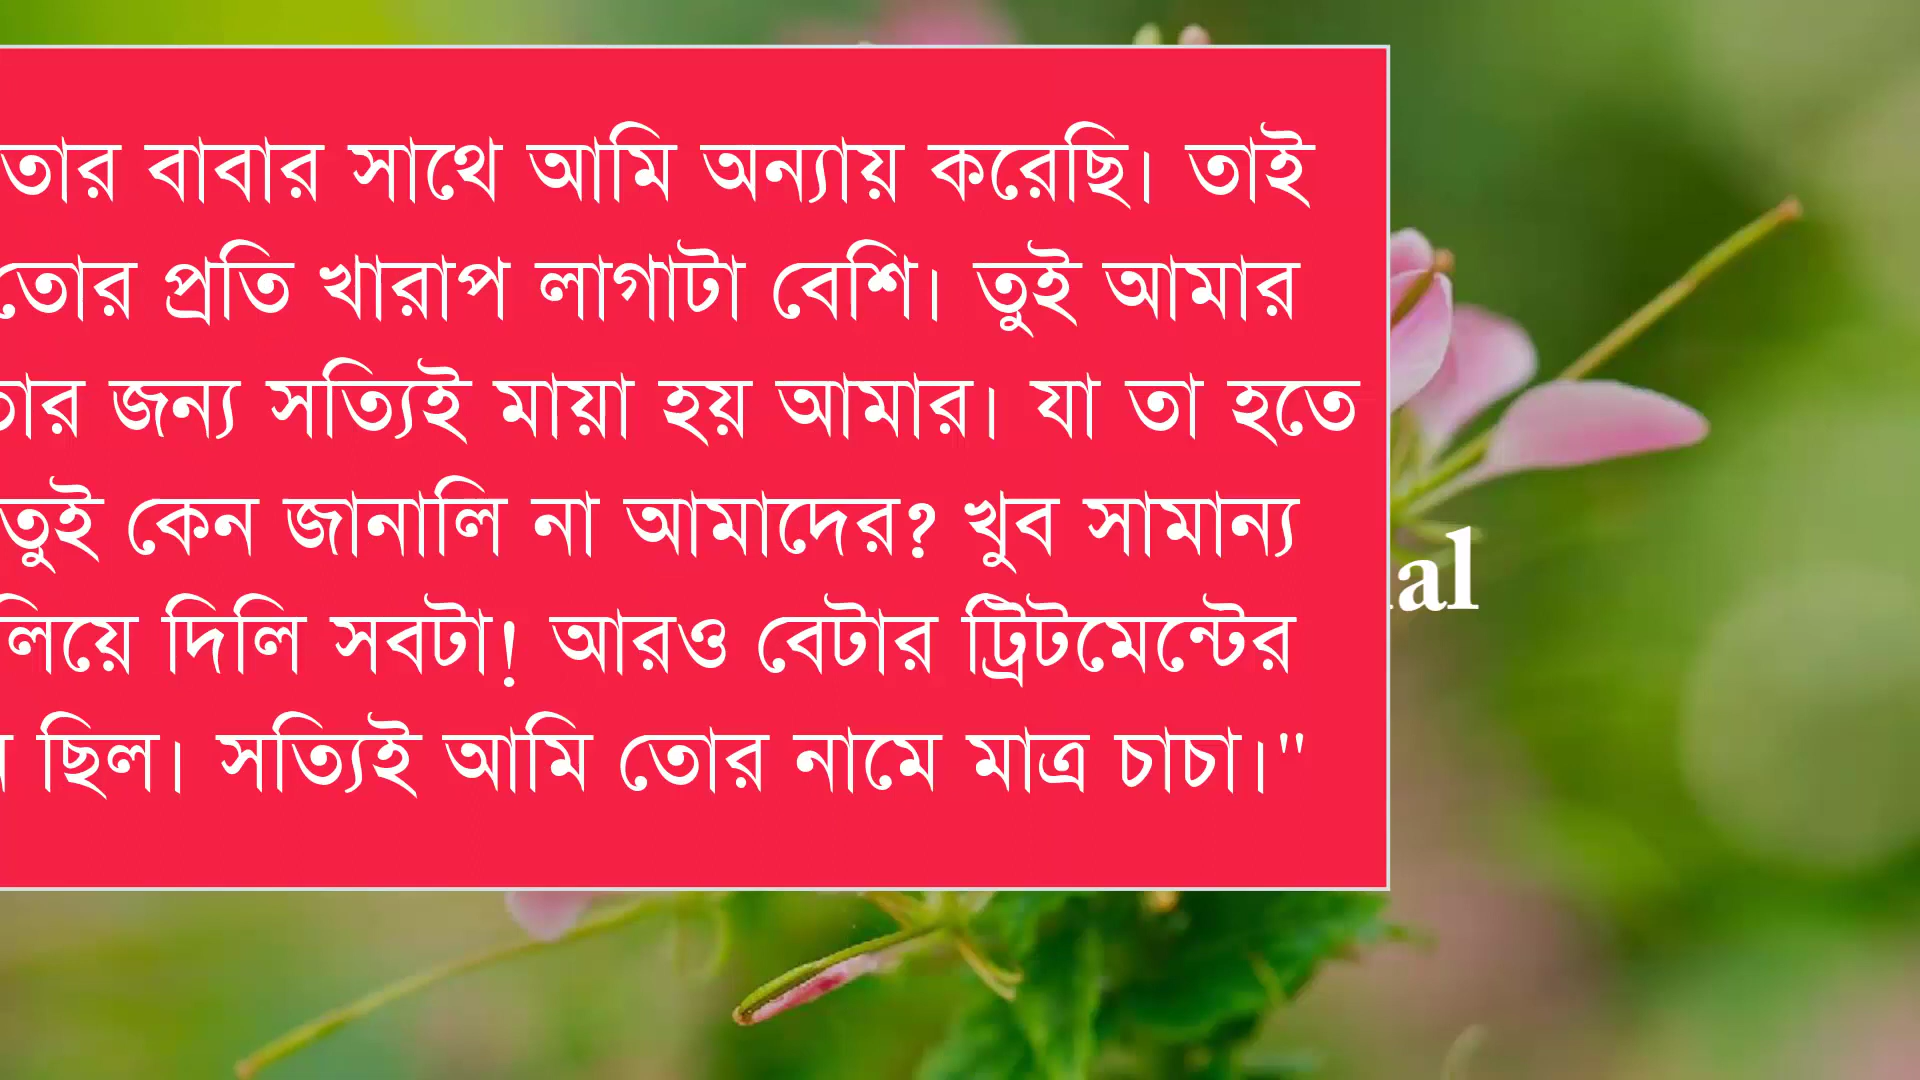 তার বাবার সাথে আমি অন্যায় করেছি। তাই
তোর প্রতি খারাপ লাগাটা বেশি। তুই আমার
জন্য সত্যিই মায়া হয় আমার। যা তা হতে
তুই কেন জানালি না আমাদের? খুব সামান্য
দিলি সবটা! আরও বেটার ট্রিটমেন্টের
ছিল। সত্যিই আমি তোর নামে মাত্র চাচা।"